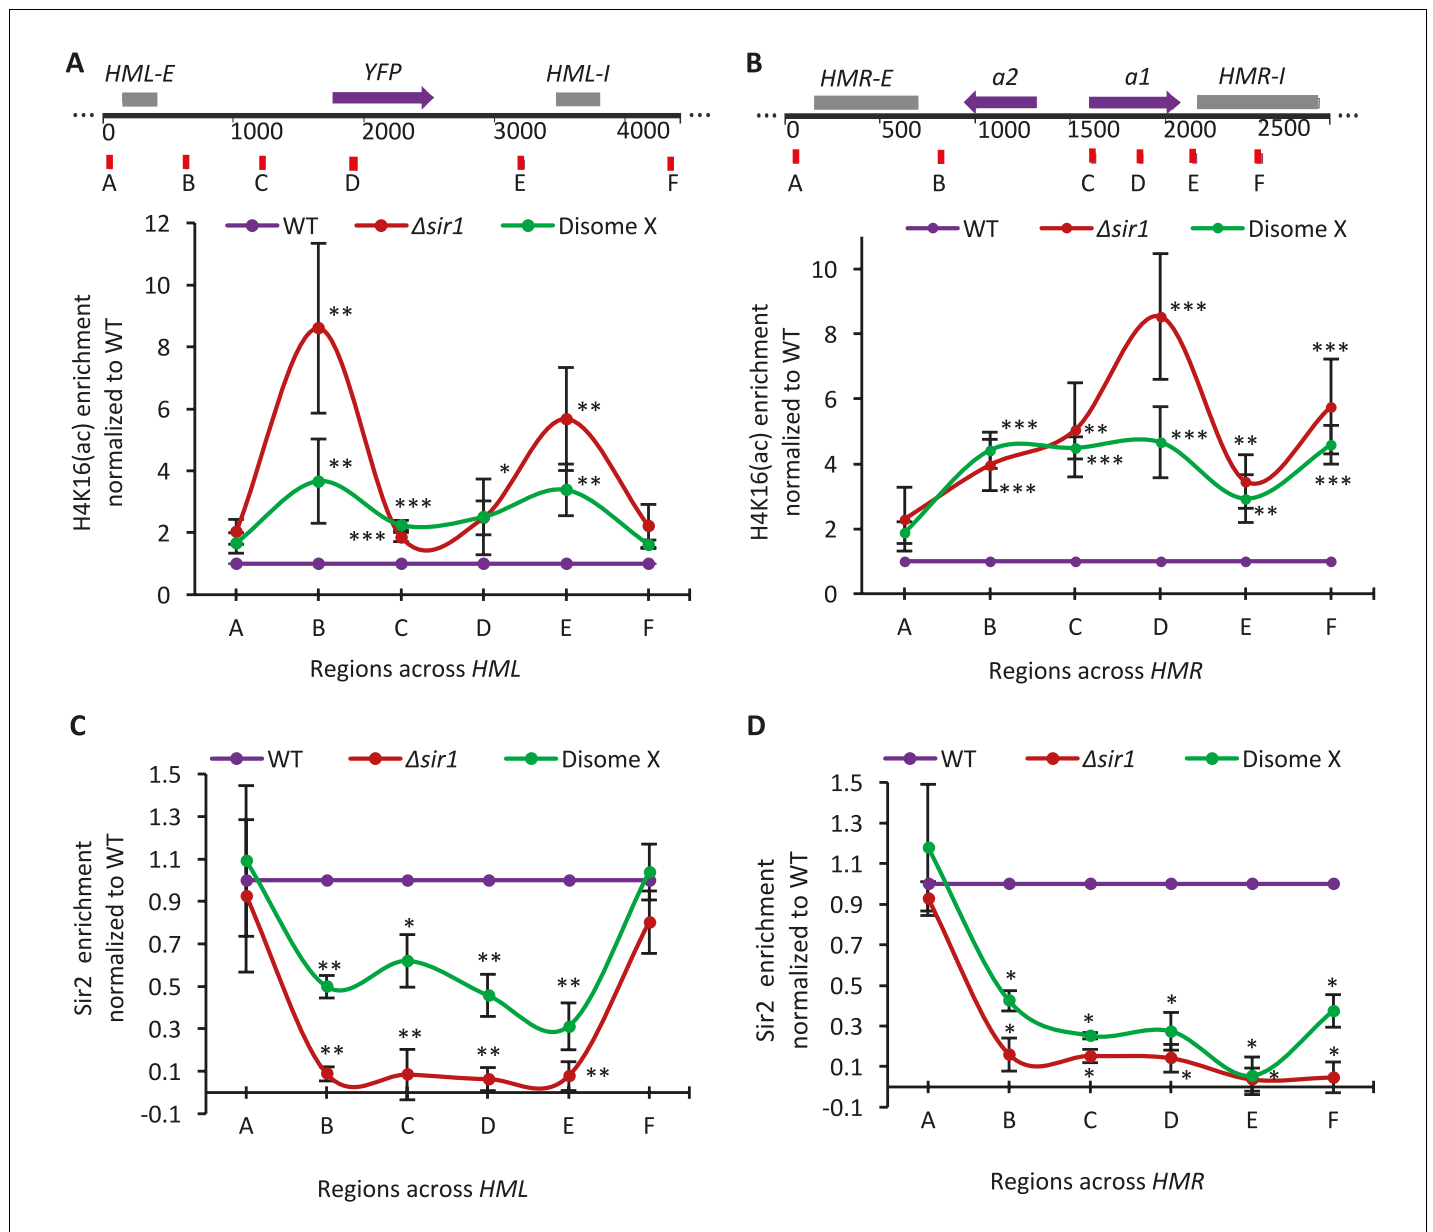 A
HML-E YFP HML-I
... ...
0 1000 2000 3000 4000
A B C D E F
WT Δsir1 Disome X
H4K16(ac) enrichment
normalized to WT
12
10
8
6
4
2
0
**
**
***
***
*
**
**
A B C D E F
Regions across HML
B
HMR-E a2 a1 HMR-I
... ...
0 500 1000 1500 2000 2500
A B C D E F
WT Δsir1 Disome X
H4K16(ac) enrichment
normalized to WT
10
8
6
4
2
0
***
***
**
***
***
***
**
**
***
***
A B C D E F
Regions across HMR
C
WT Δsir1 Disome X
Sir2 enrichment
normalized to WT
1.5
1.3
1.1
0.9
0.7
0.5
0.3
0.1
-0.1
**
*
**
**
**
**
**
**
A B C D E F
Regions across HML
D
WT Δsir1 Disome X
Sir2 enrichment
normalized to WT
1.5
1.3
1.1
0.9
0.7
0.5
0.3
0.1
-0.1
*
*
*
*
*
*
*
*
*
*
A B C D E F
Regions across HMR